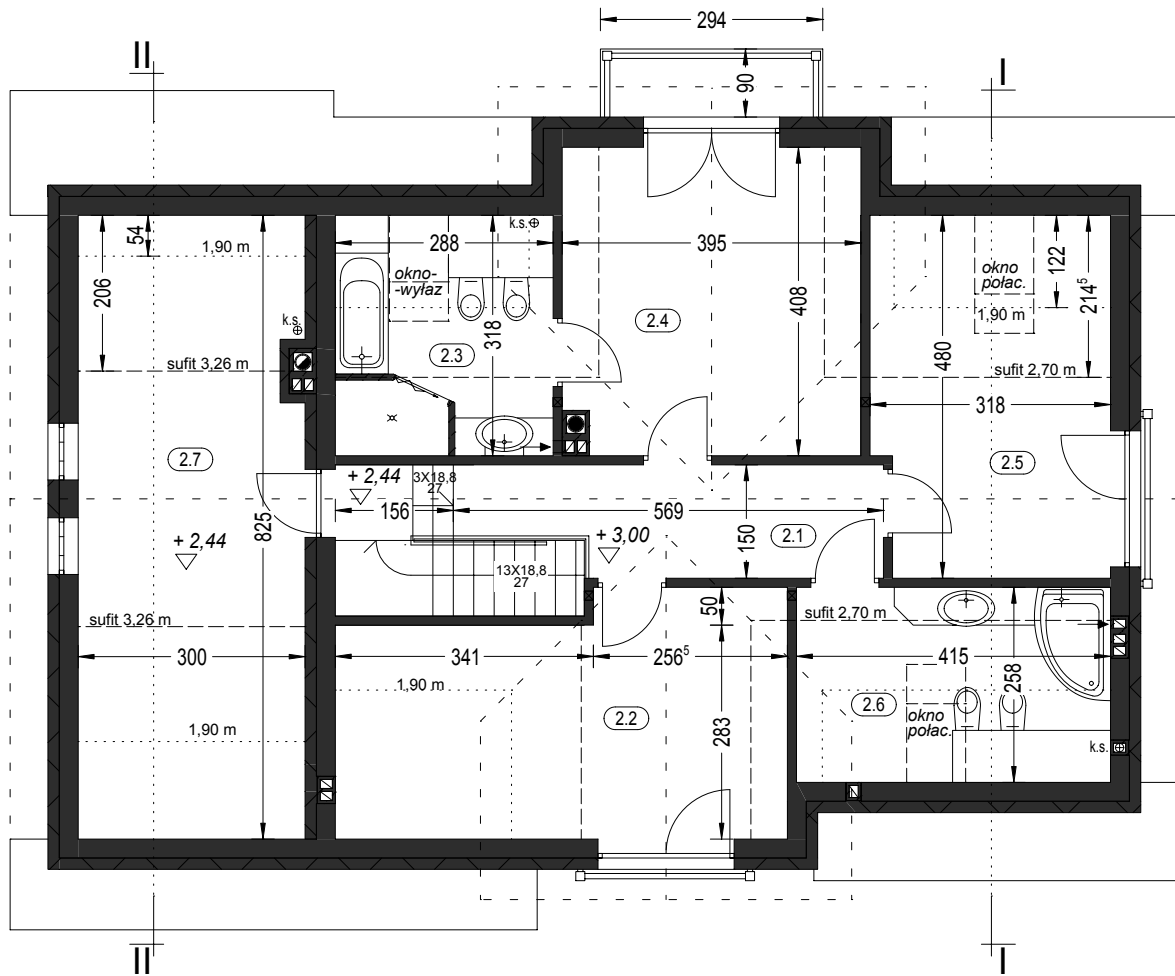 294
II
I
90
54
1,90 m
206
288
k.s.
395
122
214⁵
okno-
-wyłaz
okno
połac.
1,90 m
408
318
k.s.
2.4
2.3
480
sufit 3,26 m
sufit 2,70 m
318
2.7
+ 2,44
3X18,8
27
2.5
156
569
825
+ 2,44
+ 3,00
150
2.1
13X18,8
27
50
sufit 3,26 m
sufit 2,70 m
300
341
256⁵
415
1,90 m
258
2.6
2.2
283
okno
połac.
1,90 m
k.s.
II
I